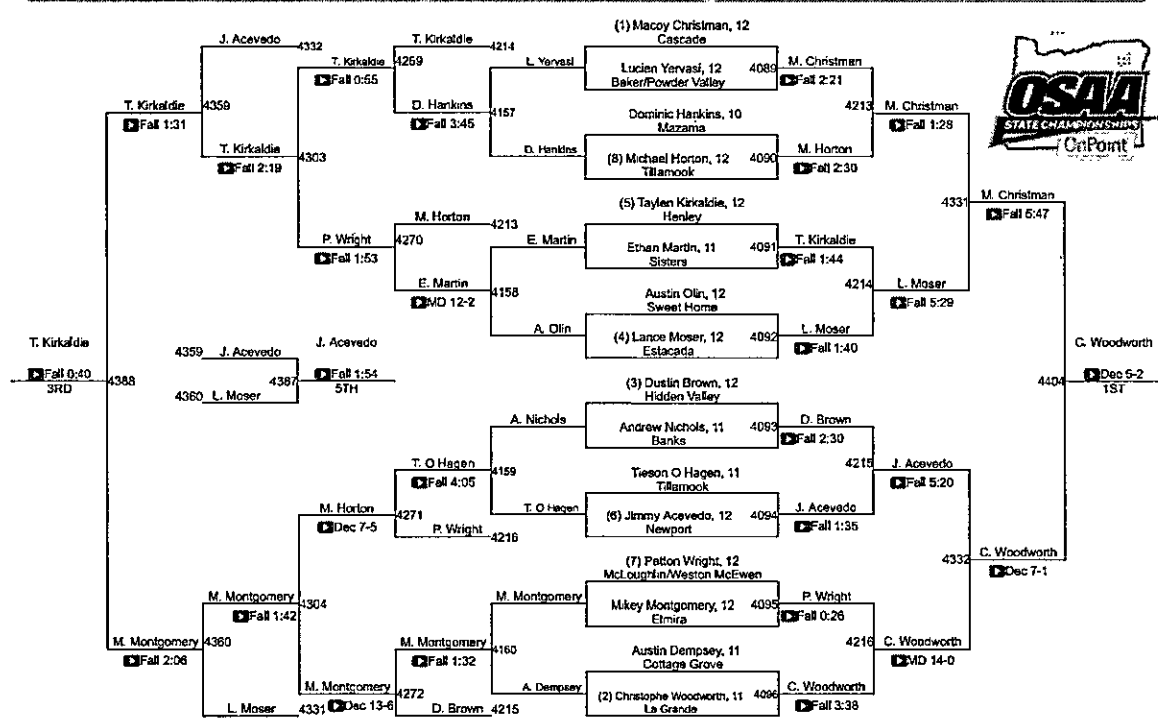 OSAA
STATE CHAMPIONSHIPS
OnPoint
J. Acevedo 4332
T. Kirkaldie 4214
T. Kirkaldie 4259
Fall 0:55
D. Hankins
Fall 3:45
4157
L. Yervasi
D. Hankins
T. Kirkaldie
Fall 1:31
4359
T. Kirkaldie
Fall 2:19
4303
M. Horton 4213
P. Wright 4270
Fall 1:53
E. Martin
MD 12-2
4158
E. Martin
A. Olin
(1) Macoy Christman, 12
Cascade
Lucien Yervasi, 12 4089
Baker/Powder Valley
M. Christman
Fall 2:21
Dominic Hankins, 10
Mazama
(8) Michael Horton, 12 4090
Tillamook
M. Horton
Fall 2:30
4213
M. Christman
Fall 1:28
(5) Taylen Kirkaldie, 12
Henley
Ethan Martin, 11 4091
Sisters
T. Kirkaldie
Fall 1:44
Austin Olin, 12
Sweet Home
(4) Lance Moser, 12 4092
Estacada
L. Moser
Fall 1:40
4214
L. Moser
Fall 5:29
4331
M. Christman
Fall 5:47
T. Kirkaldie
Fall 0:40
3RD
4388
4359 J. Acevedo
4360 L. Moser
4387
J. Acevedo
Fall 1:54
5TH
C. Woodworth
Dec 5-2
1ST
4404
(3) Dustin Brown, 12
Hidden Valley
Andrew Nichols, 11 4093
Banks
D. Brown
Fall 2:30
Tieson O Hagen, 11
Tillamook
(6) Jimmy Acevedo, 12 4094
Newport
J. Acevedo
Fall 1:35
4215
J. Acevedo
Fall 5:20
A. Nichols
T. O Hagen
4159
T. O Hagen
Fall 4:05
P. Wright 4216
4271
M. Horton
Dec 7-5
(7) Patton Wright, 12
McLoughlin/Weston McEwen
Mikey Montgomery, 12 4095
Elmira
P. Wright
Fall 0:26
Austin Dempsey, 11
Cottage Grove
(2) Christophe Woodworth, 11 4096
La Grande
C. Woodworth
Fall 3:38
4216
C. Woodworth
MD 14-0
4332
C. Woodworth
Dec 7-1
M. Montgomery
A. Dempsey
4160
M. Montgomery
Fall 1:32
D. Brown 4215
4272
M. Montgomery
Dec 13-6
4304
M. Montgomery
Fall 1:42
L. Moser 4331
4360
M. Montgomery
Fall 2:06